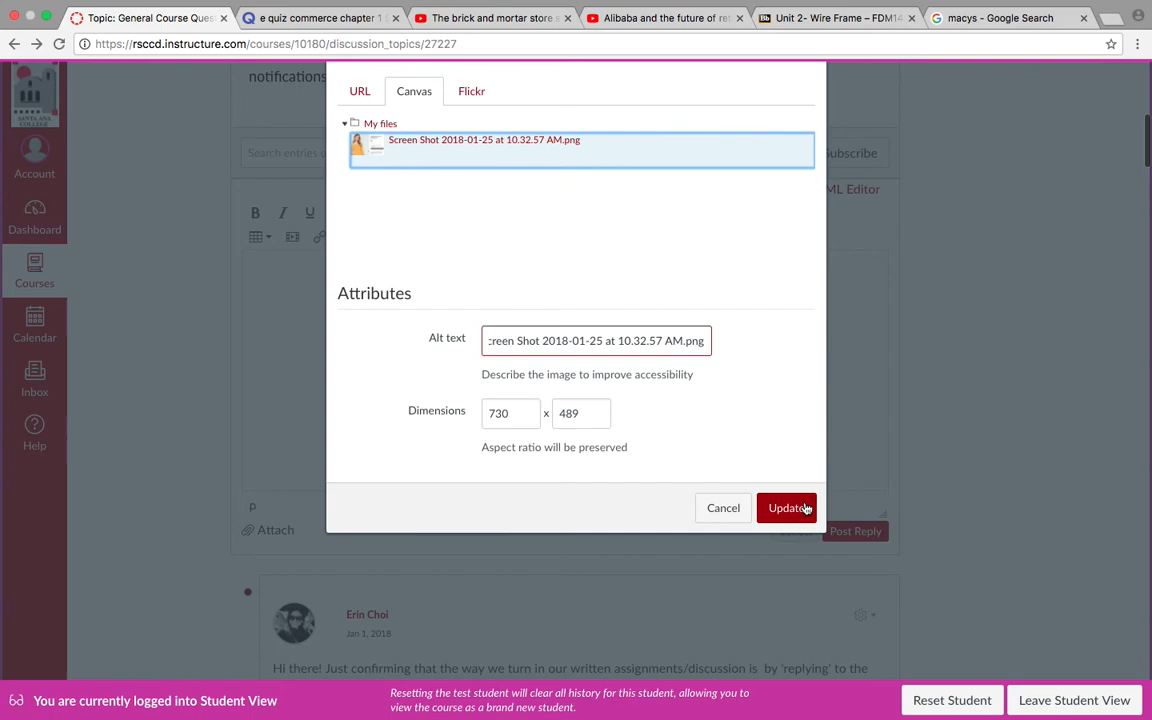 Topic: General Course Quest
e quiz commerce chapter 1
The brick and mortar store
Alibaba and the future of ret
Unit 2- Wire Frame – FDM14
macys - Google Search
https://rsccd.instructure.com/courses/10180/discussion_topics/27227
SANTA ANA
COLLEGE
Account
Dashboard
Courses
Calendar
Inbox
Help
notifications
Search entries o
Subscribe
ML Editor
B I U
URL
Canvas
Flickr
My files
Screen Shot 2018-01-25 at 10.32.57 AM.png
Attributes
Alt text
creen Shot 2018-01-25 at 10.32.57 AM.png
Describe the image to improve accessibility
Dimensions
730 x 489
Aspect ratio will be preserved
Cancel
Update
p
Attach
Post Reply
Erin Choi
Jan 1, 2018
Hi there! Just confirming that the way we turn in our written assignments/discussion is by 'replying' to the
You are currently logged into Student View
Resetting the test student will clear all history for this student, allowing you to
view the course as a brand new student.
Reset Student
Leave Student View